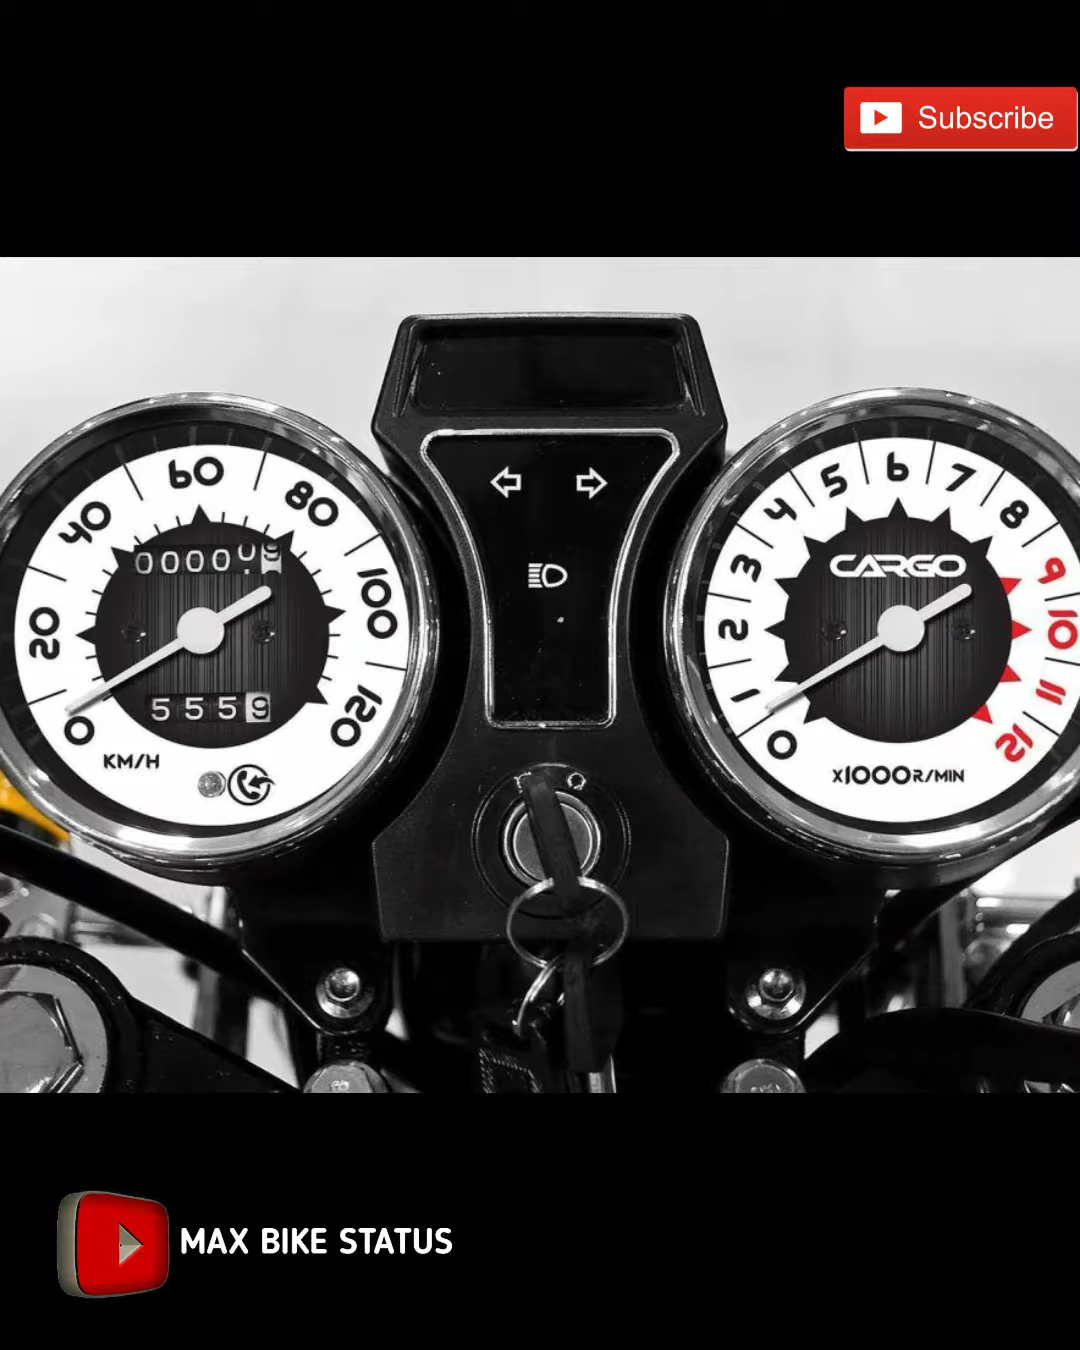 Subscribe
0 20 40 60 80 100 120
00000 9
5559
KM/H
0 1 2 3 4 5 6 7 8 9 10 11 12
CARGO
X1000R/MIN
MAX BIKE STATUS